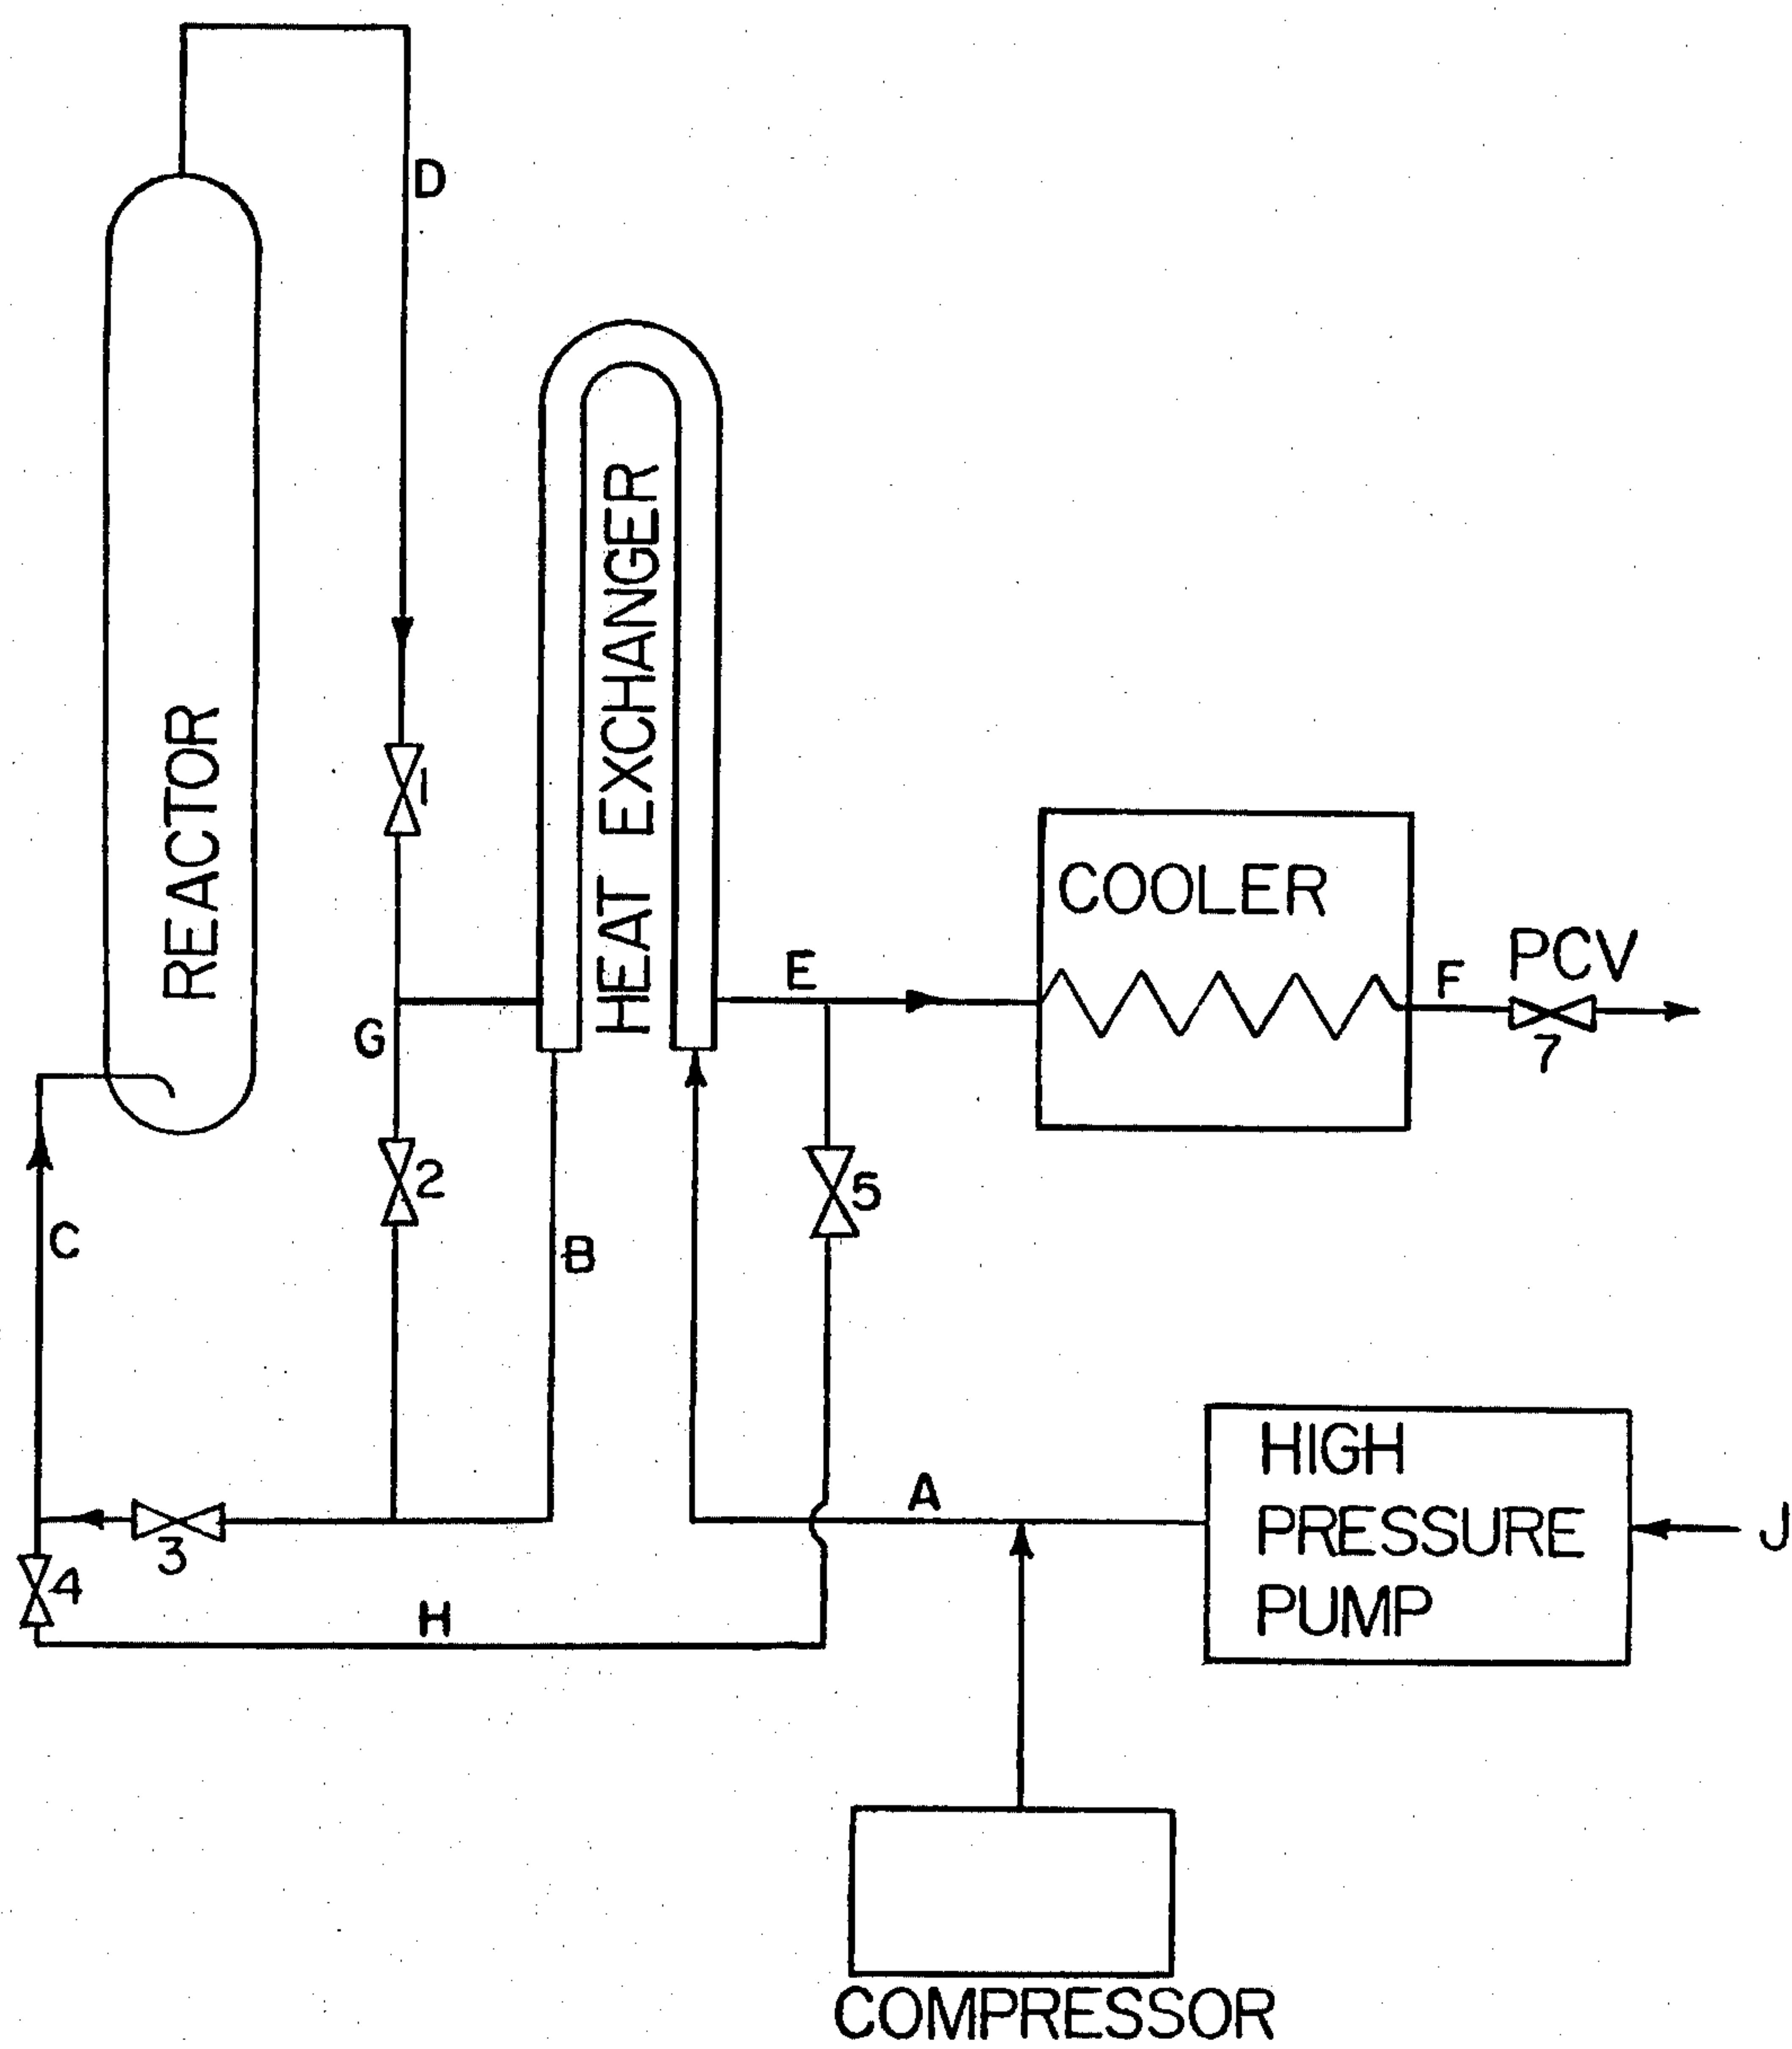 D
REACTOR
1
HEAT EXCHANGER
COOLER
E
F
PCV
7
G
2
5
C
B
A
HIGH
PRESSURE
PUMP
J
3
4
H
COMPRESSOR